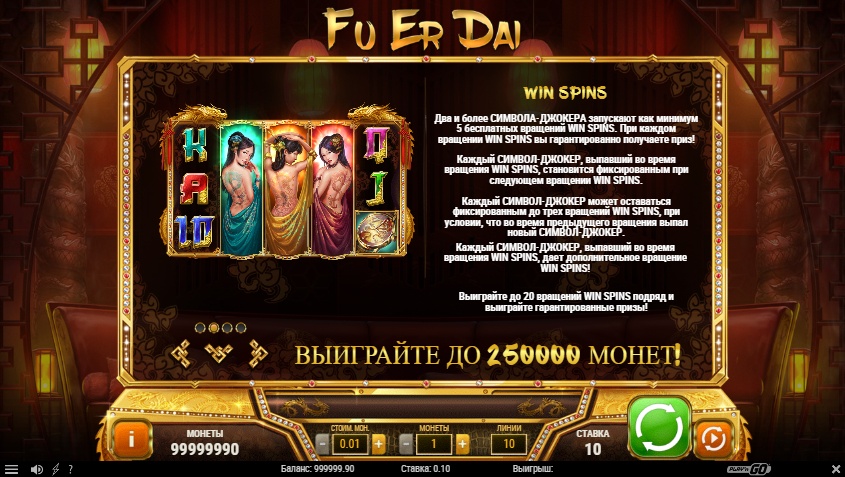 FU ER DAI
WIN SPINS
Два и более СИМВОЛА-ДЖОКЕРА запускают как минимум
5 бесплатных вращений WIN SPINS. При каждом
вращении WIN SPINS вы гарантированно получаете приз!
Каждый СИМВОЛ-ДЖОКЕР, выпавший во время
вращения WIN SPINS, становится фиксированным при
следующем вращении WIN SPINS.
Каждый СИМВОЛ-ДЖОКЕР может оставаться
фиксированным до трех вращений WIN SPINS, при
условии, что во время предыдущего вращения выпал
новый СИМВОЛ-ДЖОКЕР.
Каждый СИМВОЛ-ДЖОКЕР, выпавший во время
вращения WIN SPINS, дает дополнительное вращение
WIN SPINS!
Выиграйте до 20 вращений WIN SPINS подряд и
выиграйте гарантированные призы!
K
A
10
Q
J
ВЫИГРАЙТЕ ДО 250000 МОНЕТ!
i
МОНЕТЫ
99999990
СТОИМ. МОН.
- 0.01 +
МОНЕТЫ
- 1 +
ЛИНИИ
10
СТАВКА
10
?
Баланс: 999999.90
Ставка: 0.10
Выигрыш:
PLAY'N GO